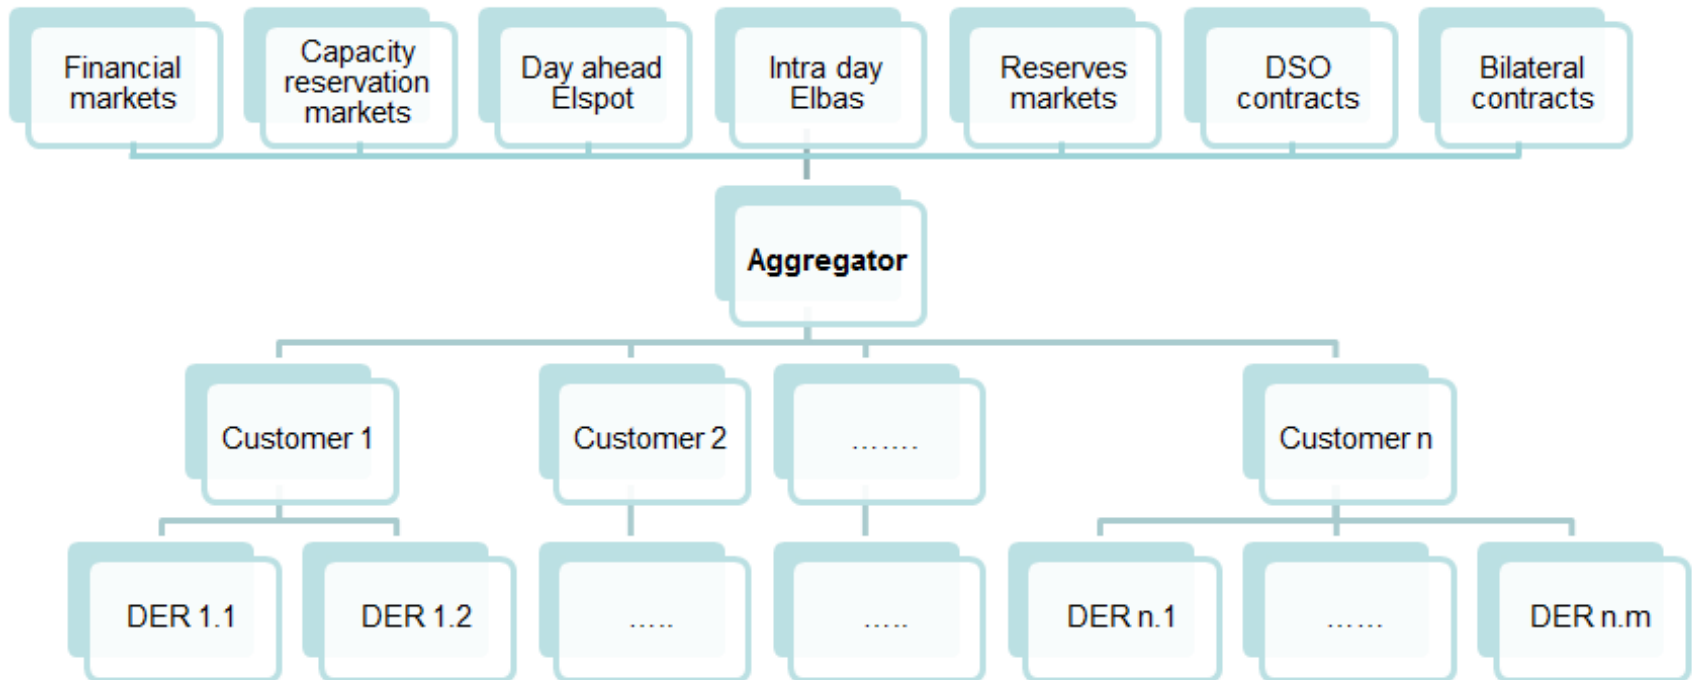 Financial
markets
Capacity
reservation
markets
Day ahead
Elspot
Intra day
Elbas
Reserves
markets
DSO
contracts
Bilateral
contracts
Aggregator
Customer 1
Customer 2
…….
Customer n
DER 1.1
DER 1.2
…..
…..
DER n.1
……
DER n.m